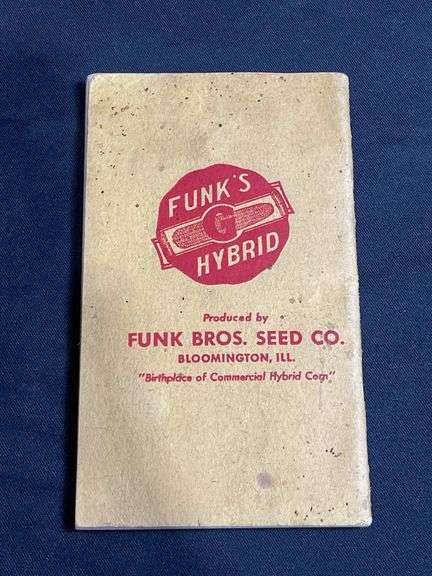 FUNK'S
HYBRID
Produced by
FUNK BROS. SEED CO.
BLOOMINGTON, ILL.
"Birthplace of Commercial Hybrid Corn"